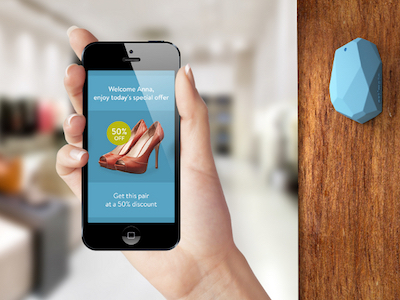 Welcome Anna,
enjoy today's special offer
50%
OFF
Get this pair
at a 50% discount